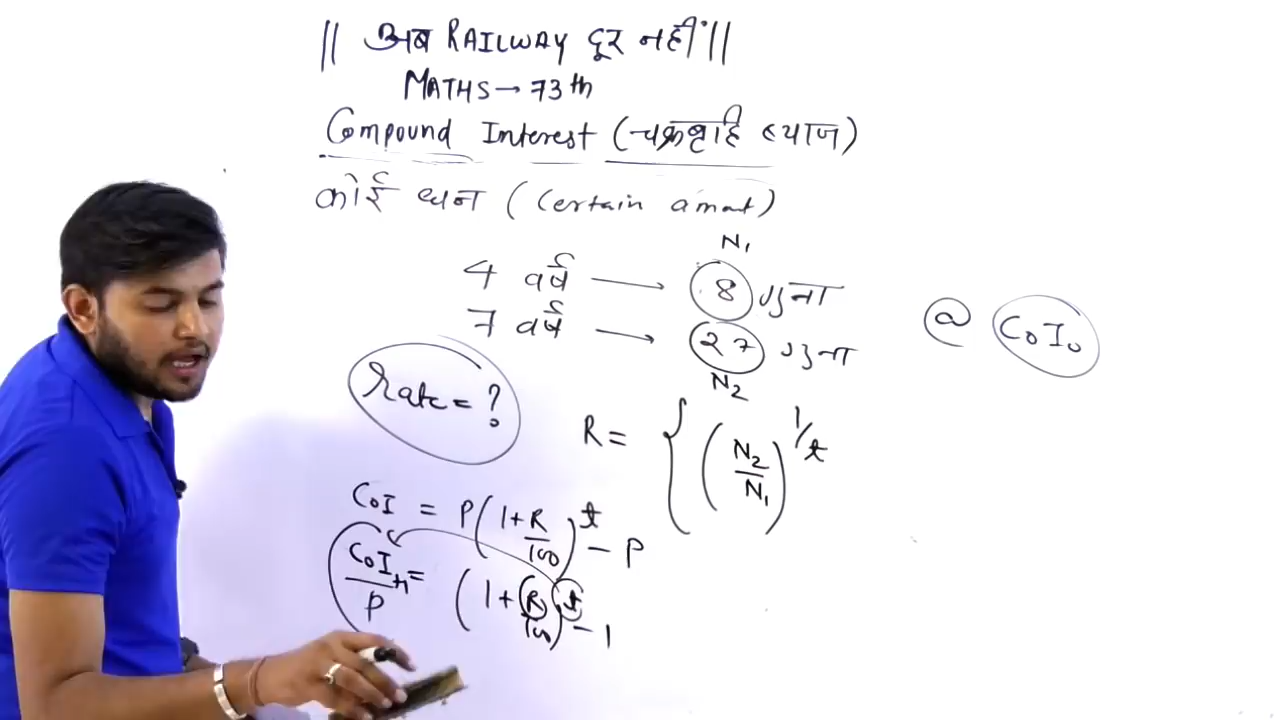 || अब RAILWAY दूर नहीं ||
MATHS → 73th
Compound Interest (चक्रवृद्धि ब्याज)
कोई धन (Certain amount)
N₁
4 वर्ष → 8 गुना
7 वर्ष → 27 गुना
@ C.I.
N₂
Rate = ?
R = { (N₂/N₁)^1/t
C.I = P(1+R/100)^t - P
C.I/P +1 = (1+R/100)^t - 1